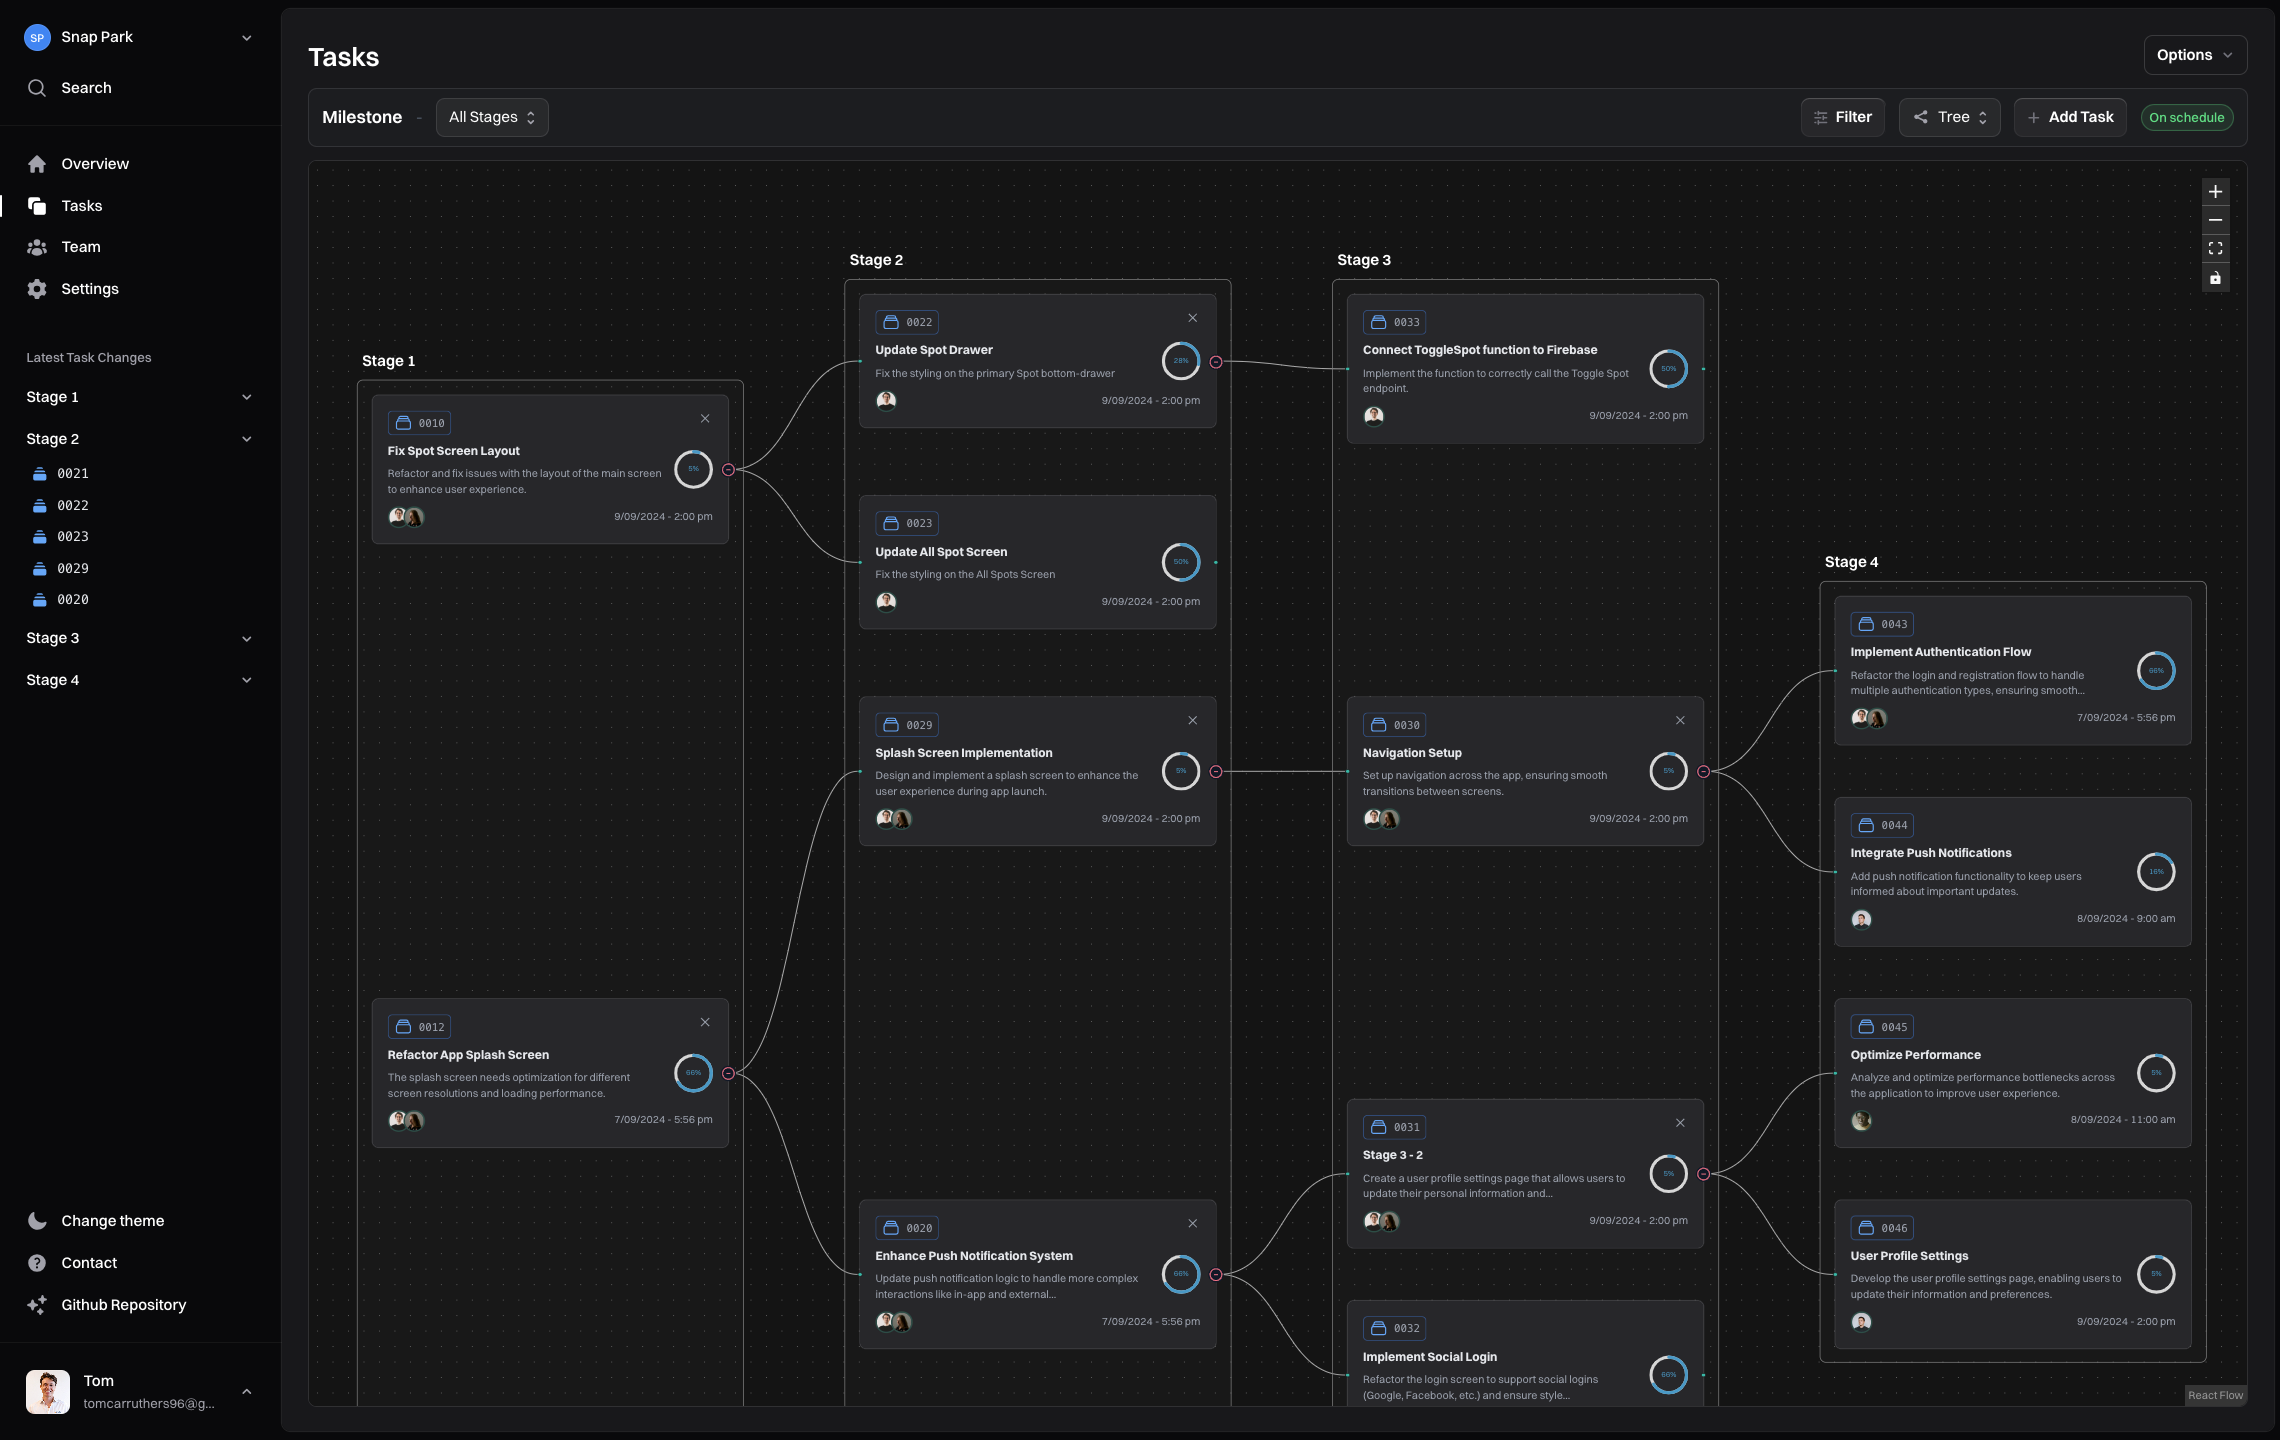 SP
Snap Park
Search
Overview
Tasks
Team
Settings
Latest Task Changes
Stage 1
Stage 2
0021
0022
0023
0029
0020
Stage 3
Stage 4
Change theme
Contact
Github Repository
Tom
tomcarruthers96@g...
Tasks
Options
Milestone - All Stages
Filter
Tree
Add Task
On schedule
Stage 1
0010
Fix Spot Screen Layout
Refactor and fix issues with the layout of the main screen
to enhance user experience.
5%
9/09/2024 - 2:00 pm
0012
Refactor App Splash Screen
The splash screen needs optimization for different
screen resolutions and loading performance.
66%
7/09/2024 - 5:56 pm
Stage 2
0022
Update Spot Drawer
Fix the styling on the primary Spot bottom-drawer
28%
9/09/2024 - 2:00 pm
0023
Update All Spot Screen
Fix the styling on the All Spots Screen
50%
9/09/2024 - 2:00 pm
0029
Splash Screen Implementation
Design and implement a splash screen to enhance the
user experience during app launch.
5%
9/09/2024 - 2:00 pm
0020
Enhance Push Notification System
Update push notification logic to handle more complex
interactions like in-app and external...
66%
7/09/2024 - 5:56 pm
Stage 3
0033
Connect ToggleSpot function to Firebase
Implement the function to correctly call the Toggle Spot
endpoint.
50%
9/09/2024 - 2:00 pm
0030
Navigation Setup
Set up navigation across the app, ensuring smooth
transitions between screens.
5%
9/09/2024 - 2:00 pm
0031
Stage 3 - 2
Create a user profile settings page that allows users to
update their personal information and...
5%
9/09/2024 - 2:00 pm
0032
Implement Social Login
Refactor the login screen to support social logins
(Google, Facebook, etc.) and ensure style...
66%
Stage 4
0043
Implement Authentication Flow
Refactor the login and registration flow to handle
multiple authentication types, ensuring smooth...
66%
7/09/2024 - 5:56 pm
0044
Integrate Push Notifications
Add push notification functionality to keep users
informed about important updates.
16%
8/09/2024 - 9:00 am
0045
Optimize Performance
Analyze and optimize performance bottlenecks across
the application to improve user experience.
5%
8/09/2024 - 11:00 am
0046
User Profile Settings
Develop the user profile settings page, enabling users to
update their information and preferences.
5%
9/09/2024 - 2:00 pm
React Flow